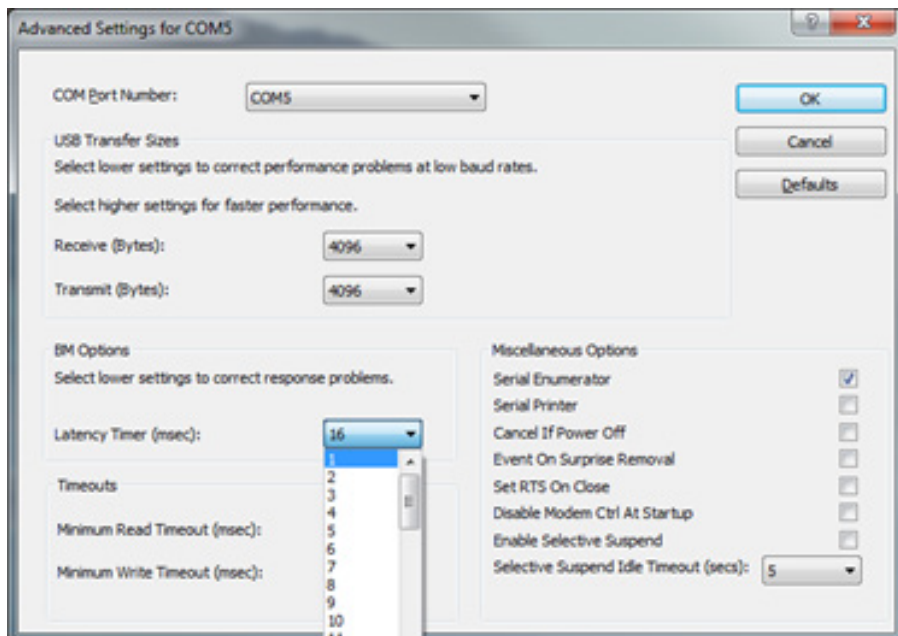 Advanced Settings for COM5
COM Port Number:
COM5
OK
USB Transfer Sizes
Cancel
Select lower settings to correct performance problems at low baud rates.
Defaults
Select higher settings for faster performance.
Receive (Bytes):
4096
Transmit (Bytes):
4096
BM Options
Select lower settings to correct response problems.
Latency Timer (msec):
16
1
2
3
4
5
6
7
8
9
10
Timeouts
Minimum Read Timeout (msec):
Minimum Write Timeout (msec):
Miscellaneous Options
Serial Enumerator
Serial Printer
Cancel If Power Off
Event On Surprise Removal
Set RTS On Close
Disable Modem Ctrl At Startup
Enable Selective Suspend
Selective Suspend Idle Timeout (secs):
5